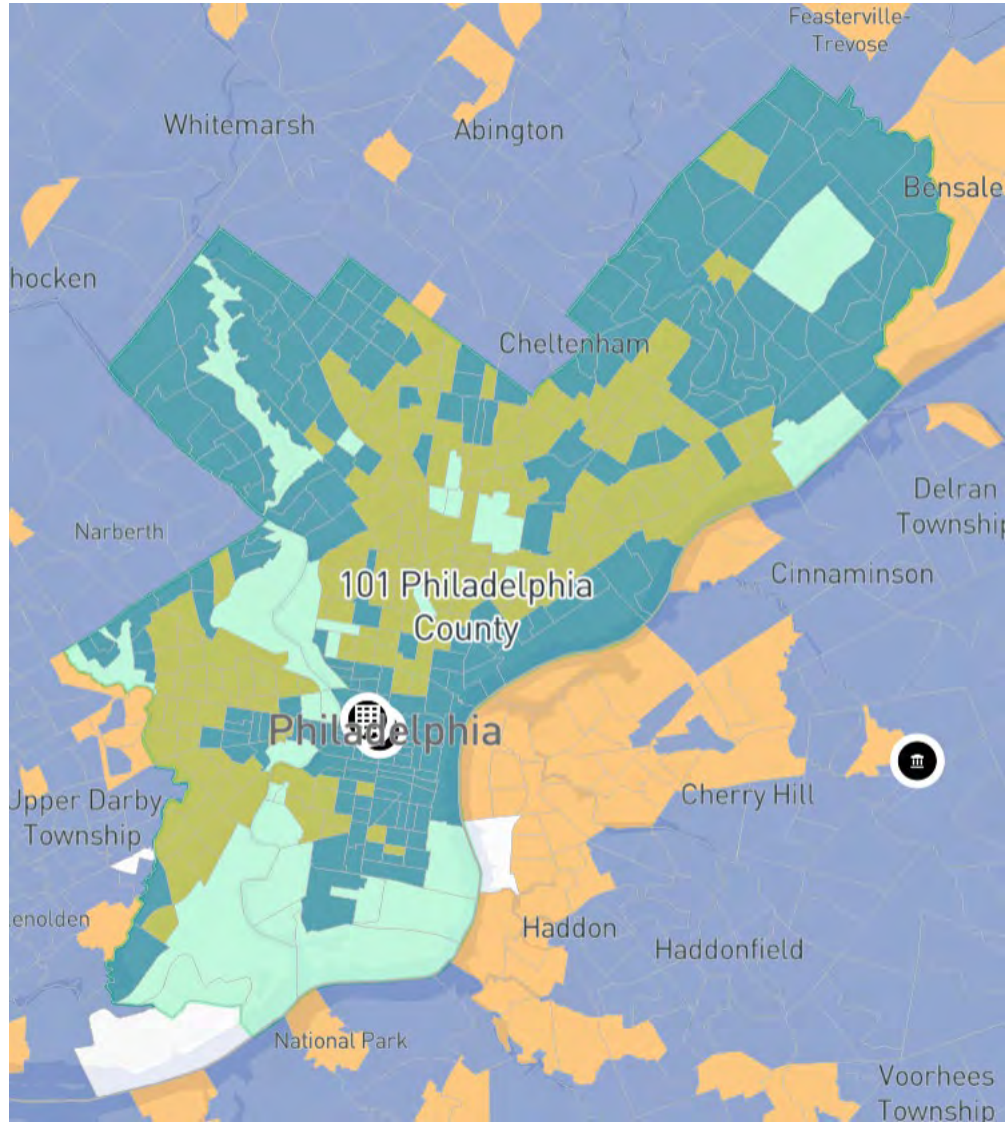 Feasterville-
Trevose
Whitemarsh
Abington
Bensale
hocken
Cheltenham
Narberth
Delran
Township
Cinnaminson
101 Philadelphia
County
Philadelphia
Upper Darby
Township
Cherry Hill
enolden
Haddon
Haddonfield
National Park
Voorhees
Township